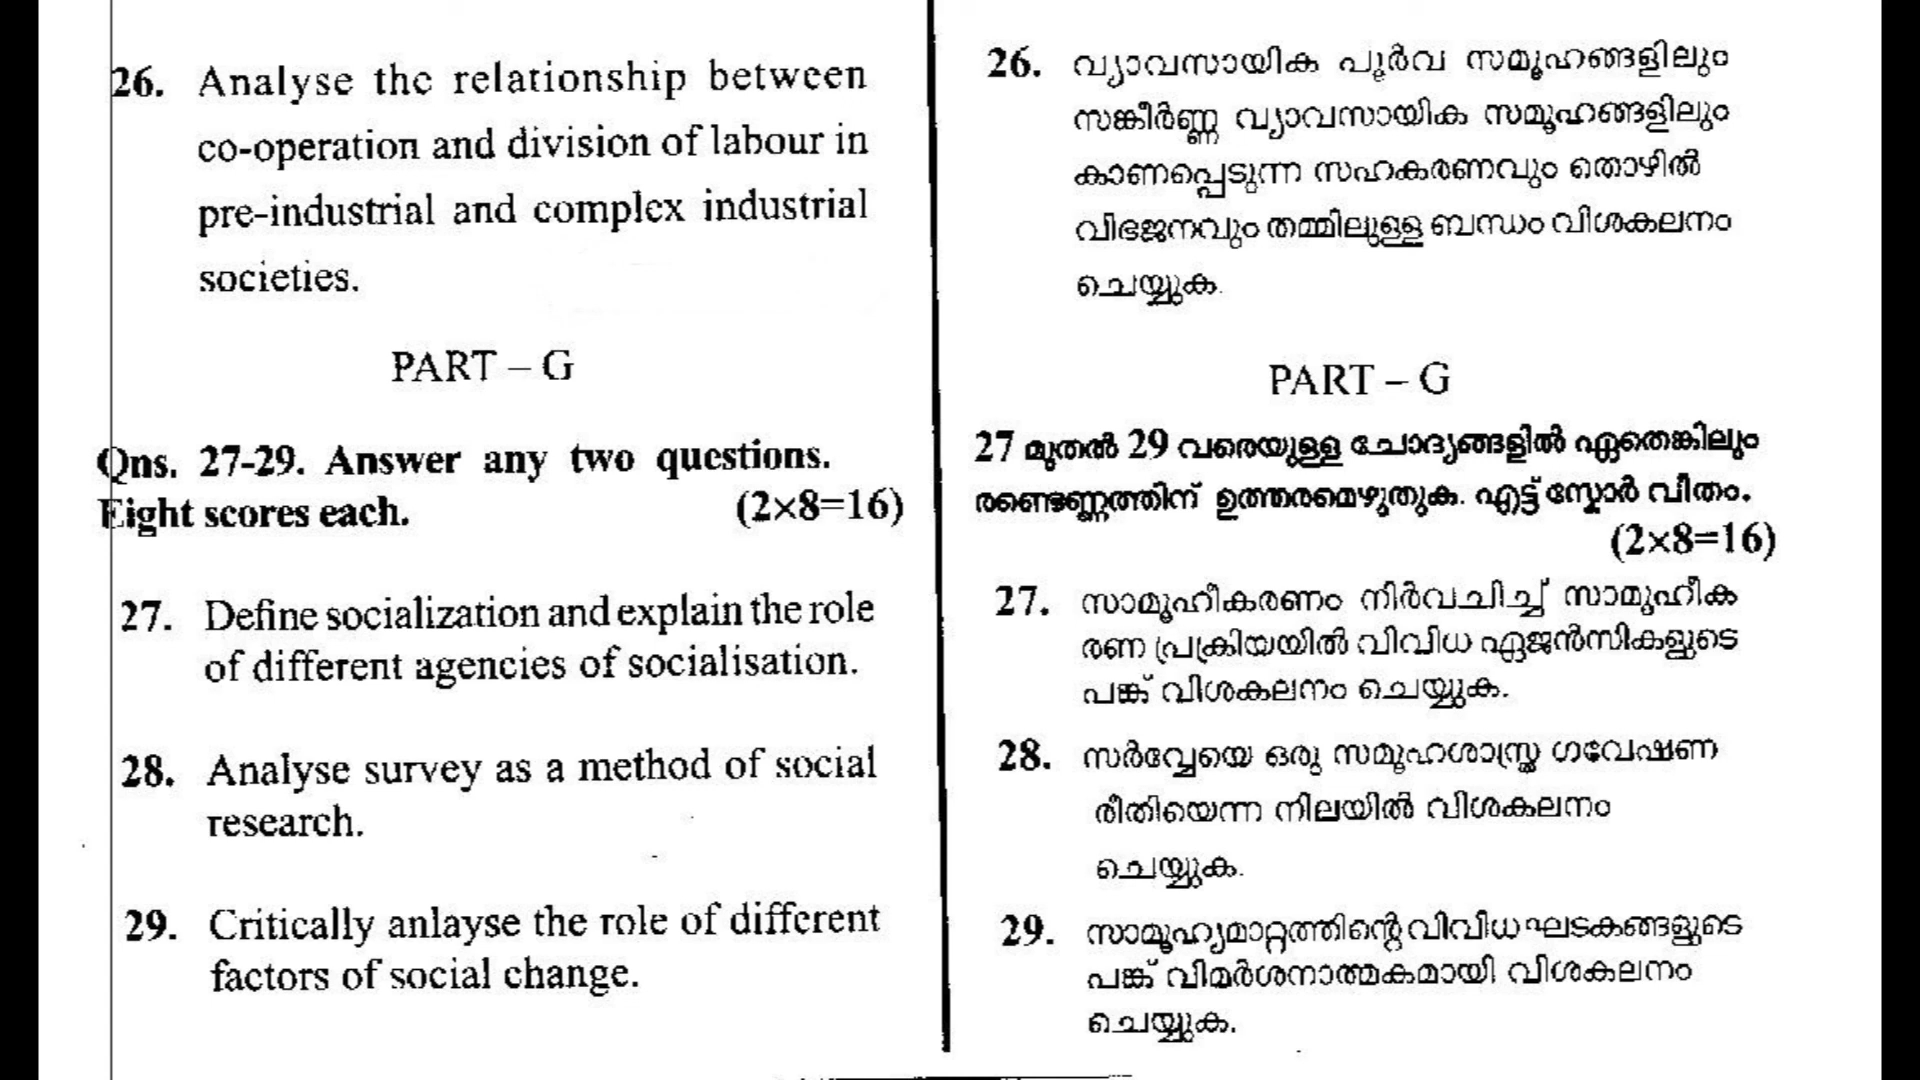 26. Analyse the relationship between
co-operation and division of labour in
pre-industrial and complex industrial
societies.
PART – G
Qns. 27-29. Answer any two questions.
Eight scores each. (2×8=16)
27. Define socialization and explain the role
of different agencies of socialisation.
28. Analyse survey as a method of social
research.
29. Critically anlayse the role of different
factors of social change.
26. വ്യാവസായിക പൂർവ സമൂഹങ്ങളിലും
സങ്കീർണ്ണ വ്യാവസായിക സമൂഹങ്ങളിലും
കാണപ്പെടുന്ന സഹകരണവും തൊഴിൽ
വിഭജനവും തമ്മിലുള്ള ബന്ധം വിശകലനം
ചെയ്യുക.
PART – G
27 മുതൽ 29 വരെയുള്ള ചോദ്യങ്ങളിൽ ഏതെങ്കിലും
രണ്ടെണ്ണത്തിന് ഉത്തരമെഴുതുക. എട്ട് സ്കോർ വീതം.
(2×8=16)
27. സാമൂഹീകരണം നിർവചിച്ച് സാമൂഹീക
രണ പ്രക്രിയയിൽ വിവിധ ഏജൻസികളുടെ
പങ്ക് വിശകലനം ചെയ്യുക.
28. സർവ്വേയെ ഒരു സമൂഹശാസ്ത്ര ഗവേഷണ
രീതിയെന്ന നിലയിൽ വിശകലനം
ചെയ്യുക.
29. സാമൂഹ്യമാറ്റത്തിന്റെ വിവിധ ഘടകങ്ങളുടെ
പങ്ക് വിമർശനാത്മകമായി വിശകലനം
ചെയ്യുക.